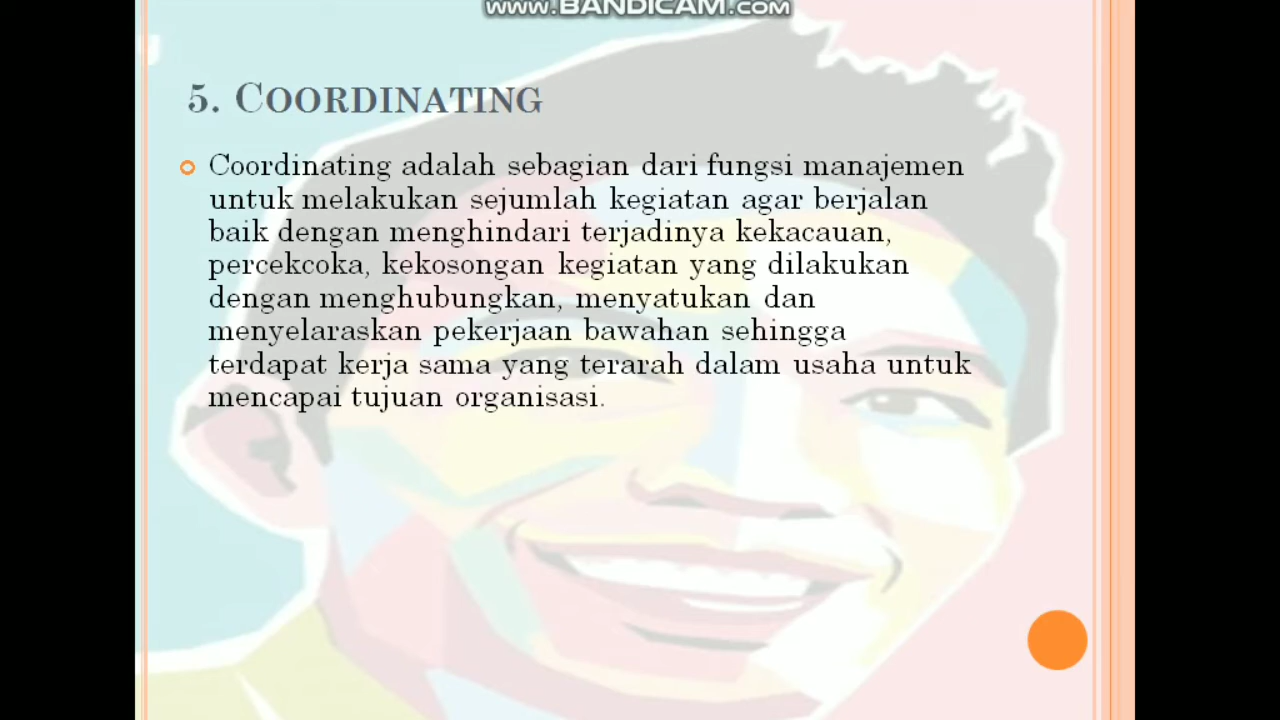 www.BANDICAM.com
5. COORDINATING
Coordinating adalah sebagian dari fungsi manajemen
untuk melakukan sejumlah kegiatan agar berjalan
baik dengan menghindari terjadinya kekacauan,
percekcoka, kekosongan kegiatan yang dilakukan
dengan menghubungkan, menyatukan dan
menyelaraskan pekerjaan bawahan sehingga
terdapat kerja sama yang terarah dalam usaha untuk
mencapai tujuan organisasi.